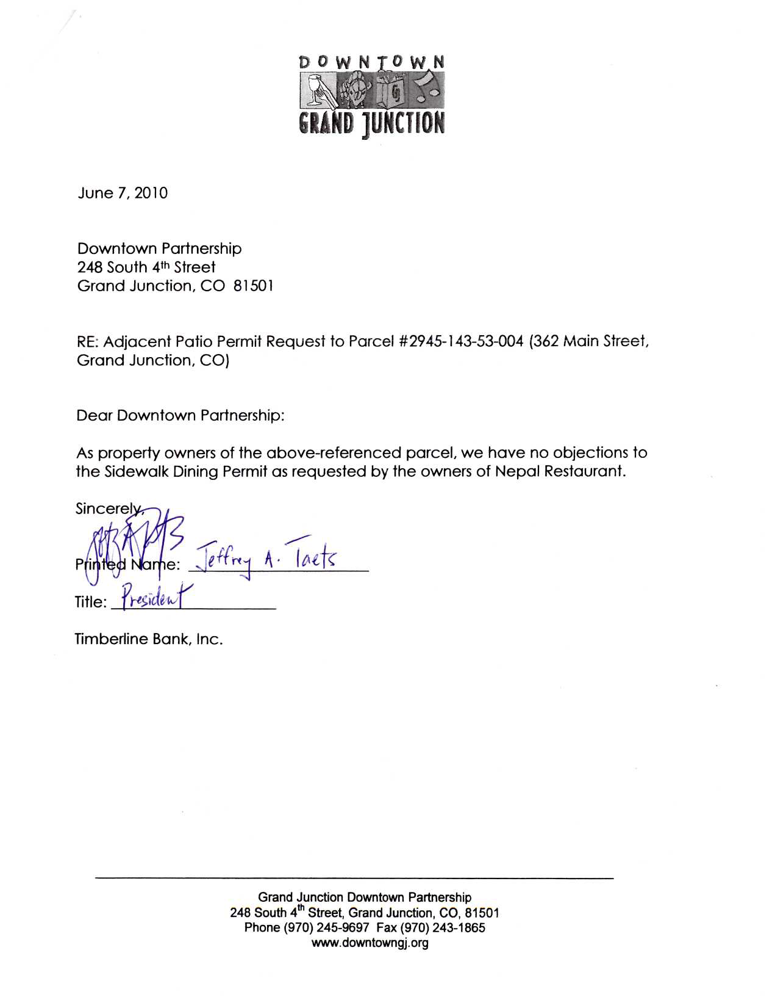 DOWNTOWN
GJ
GRAND JUNCTION
June 7, 2010
Downtown Partnership
248 South 4th Street
Grand Junction, CO 81501
RE: Adjacent Patio Permit Request to Parcel #2945-143-53-004 (362 Main Street,
Grand Junction, CO)
Dear Downtown Partnership:
As property owners of the above-referenced parcel, we have no objections to
the Sidewalk Dining Permit as requested by the owners of Nepal Restaurant.
Sincerely,
Printed Name: Jeffrey A. Taets
Title: President
Timberline Bank, Inc.
Grand Junction Downtown Partnership
248 South 4th Street, Grand Junction, CO, 81501
Phone (970) 245-9697 Fax (970) 243-1865
www.downtowngj.org